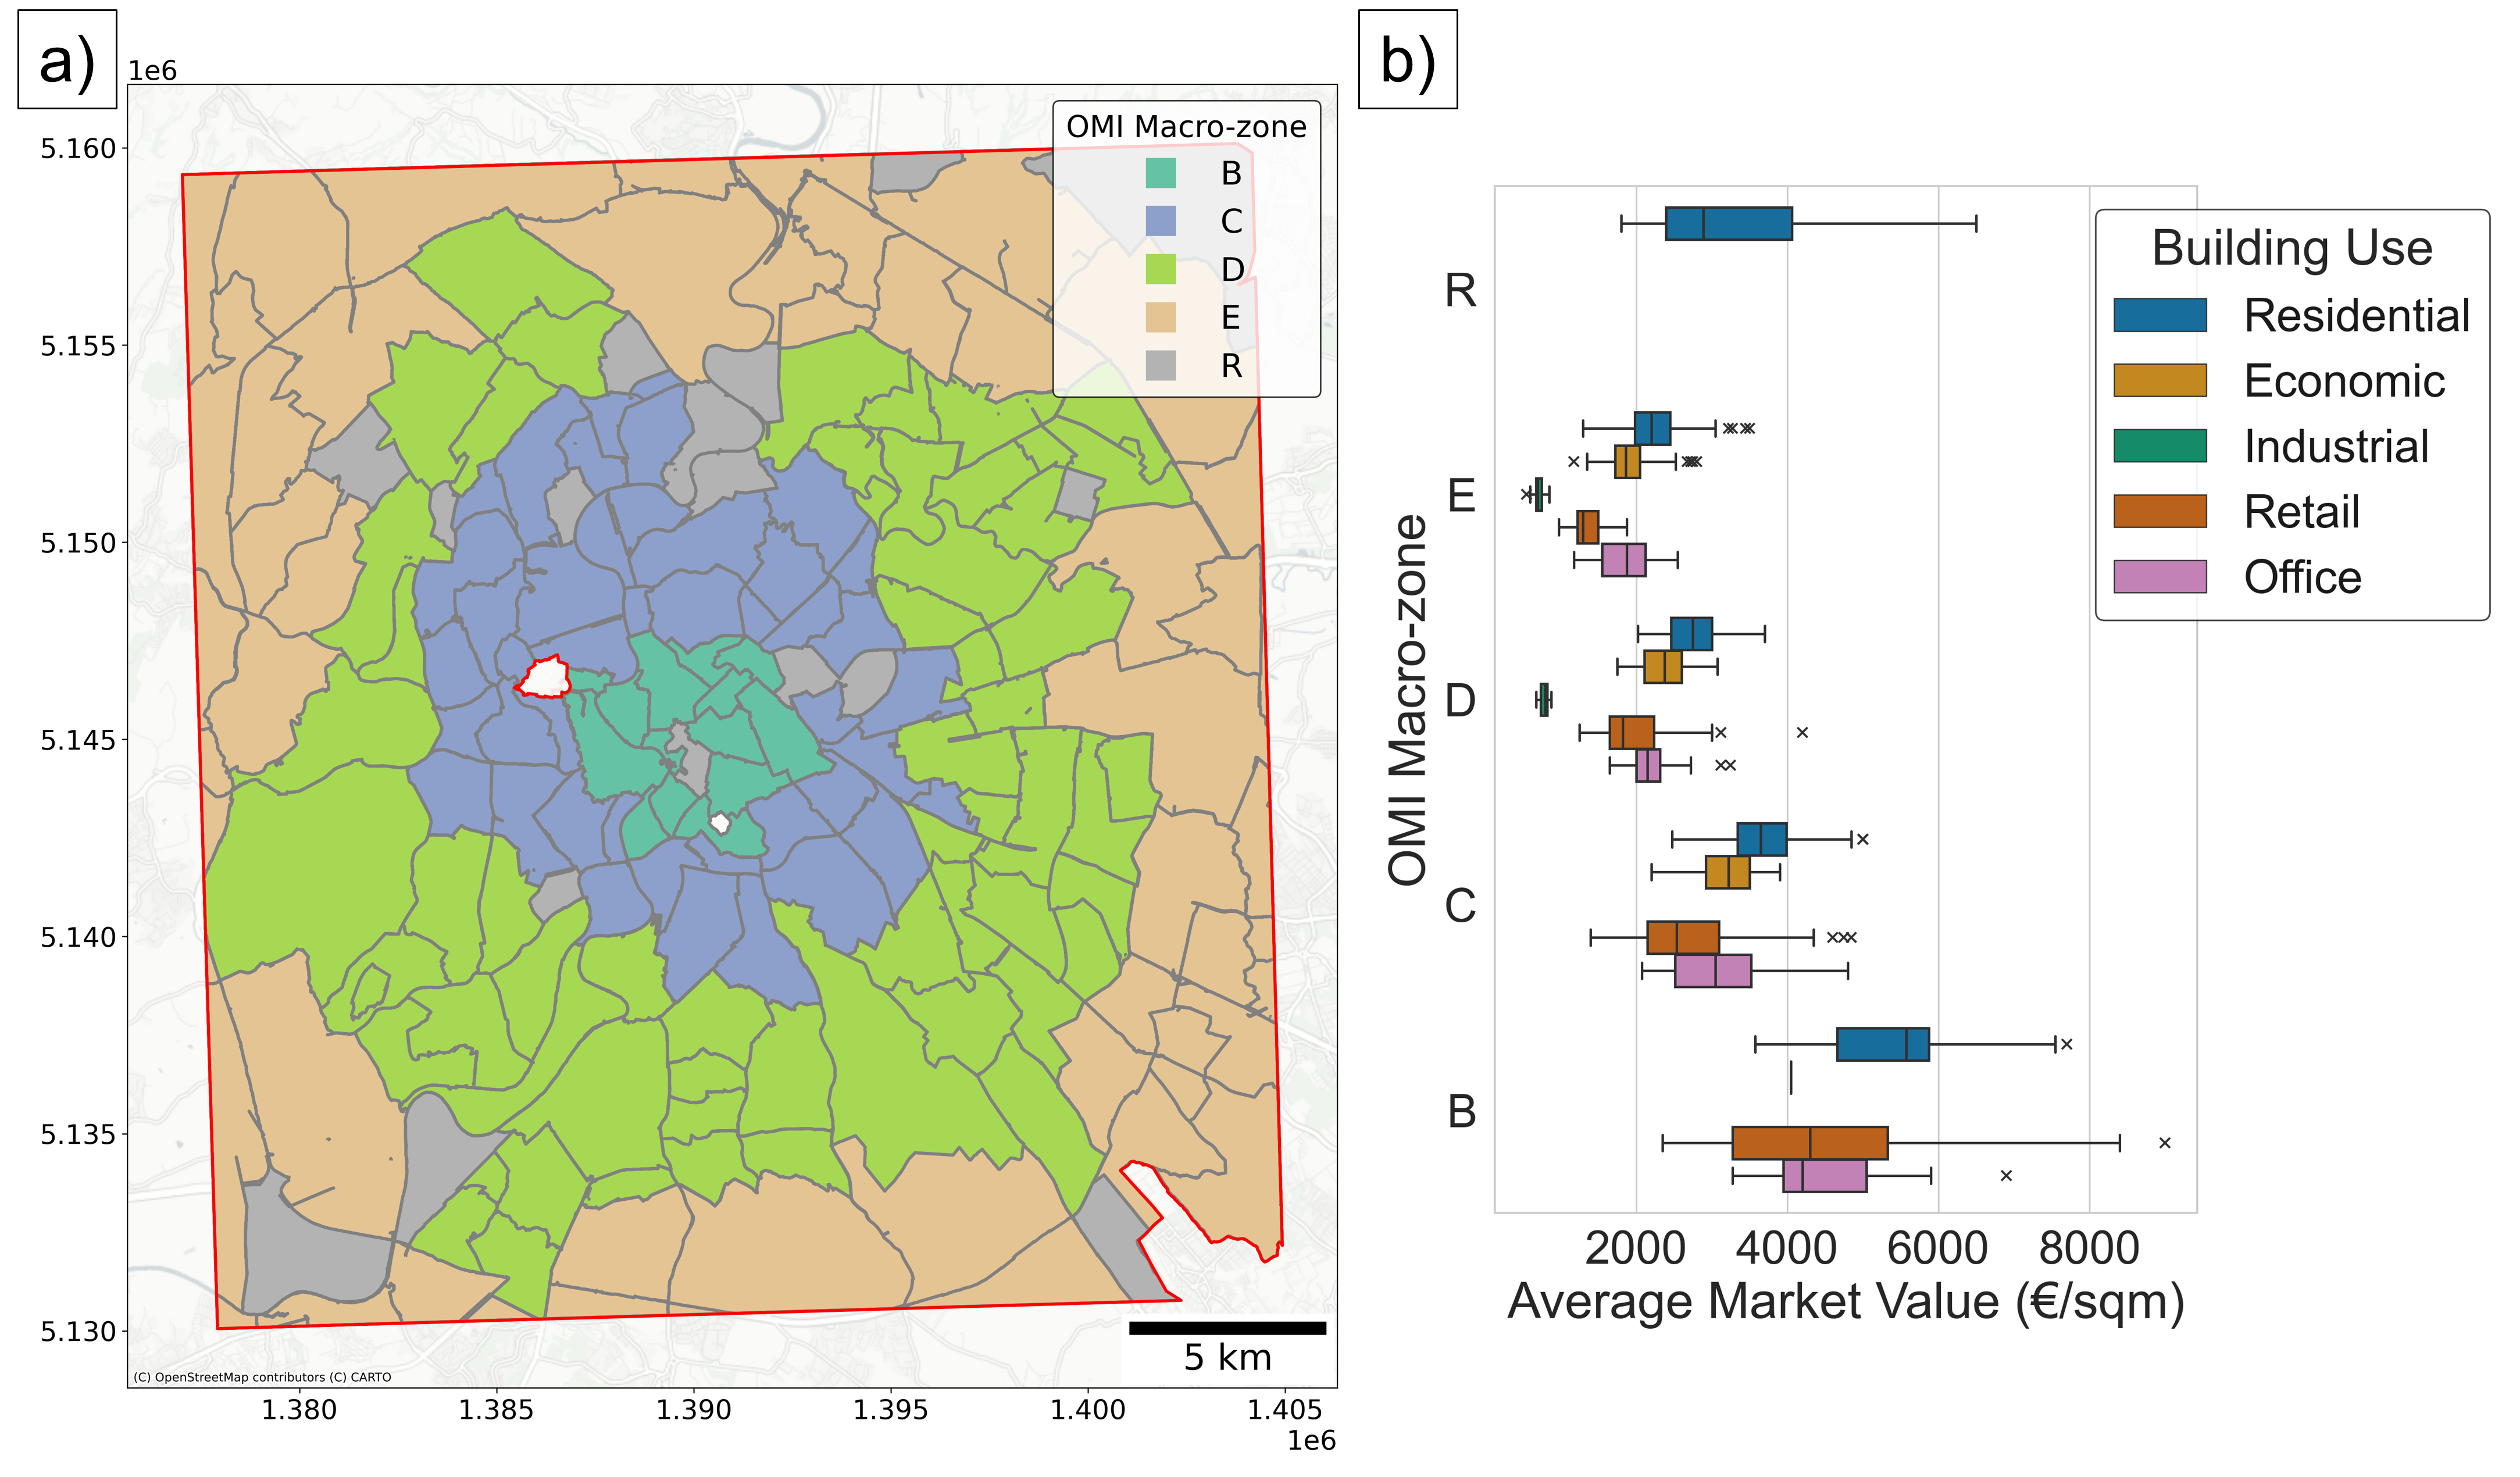 a)
1e6
5.160
5.155
5.150
5.145
5.140
5.135
5.130
OMI Macro-zone
B
C
D
E
R
5 km
(C) OpenStreetMap contributors (C) CARTO
1.380 1.385 1.390 1.395 1.400 1.405
1e6
b)
OMI Macro-zone
R
E
D
C
B
Building Use
Residential
Economic
Industrial
Retail
Office
2000 4000 6000 8000
Average Market Value (€/sqm)